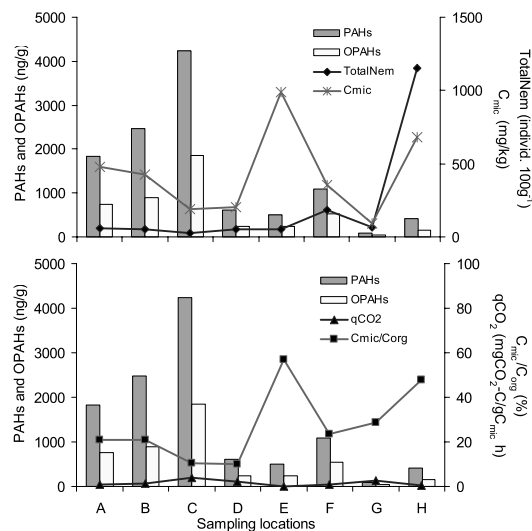 5000
4000
3000
2000
1000
0
PAHs and OPAHs (ng/g)
PAHs
OPAHs
TotalNem
Cmic
1500
1000
500
0
TotalNem (individ. 100g-1)
Cmic (mg/kg)
5000
4000
3000
2000
1000
0
PAHs and OPAHs (ng/g)
PAHs
OPAHs
qCO2
Cmic/Corg
100
80
60
40
20
0
Cmic/Corg (%)
qCO2 (mgCO2-C/gCmic h)
A B C D E F G H
Sampling locations